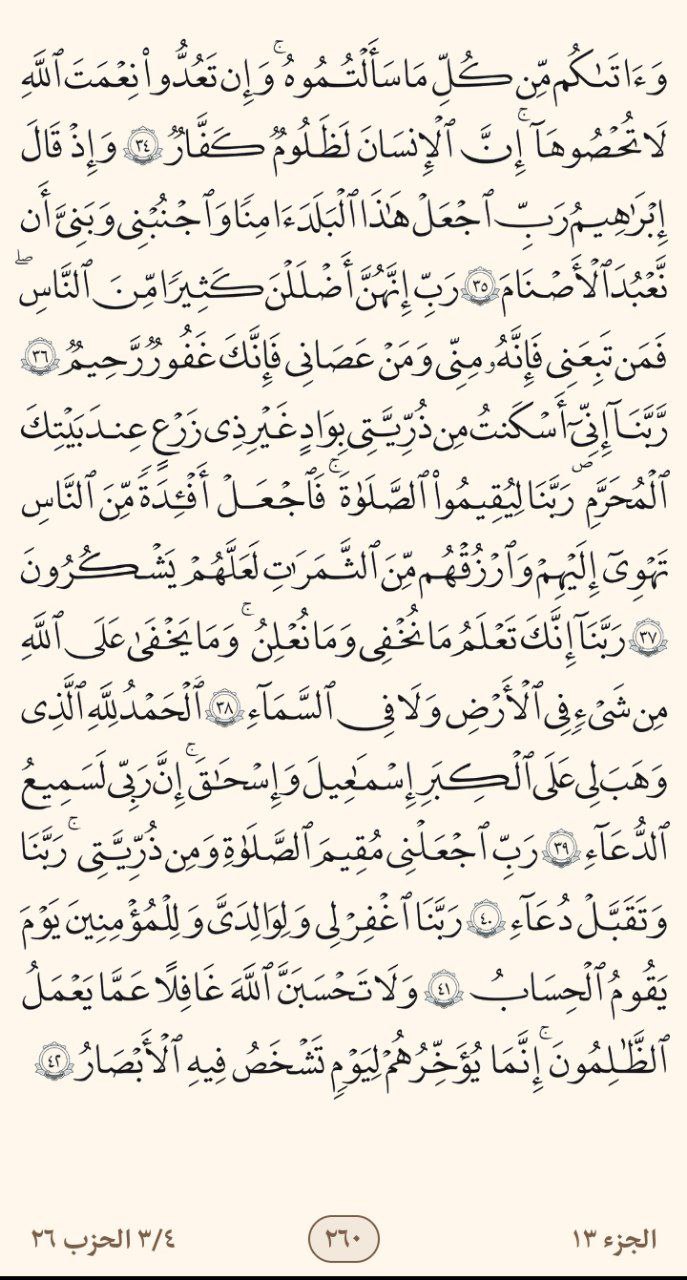 وَءَاتَىٰكُم مِّن كُلِّ مَا سَأَلْتُمُوهُ ۚ وَإِن تَعُدُّوا۟ نِعْمَتَ ٱللَّهِ
لَا تُحْصُوهَآ ۗ إِنَّ ٱلْإِنسَانَ لَظَلُومٌ كَفَّارٌ ٣٤ وَإِذْ قَالَ
إِبْرَٰهِيمُ رَبِّ ٱجْعَلْ هَـٰذَا ٱلْبَلَدَ ءَامِنًا وَٱجْنُبْنِى وَبَنِىَّ أَن
نَّعْبُدَ ٱلْأَصْنَامَ ٣٥ رَبِّ إِنَّهُنَّ أَضْلَلْنَ كَثِيرًا مِّنَ ٱلنَّاسِ ۖ
فَمَن تَبِعَنِى فَإِنَّهُۥ مِنِّى وَمَنْ عَصَانِى فَإِنَّكَ غَفُورٌ رَّحِيمٌ ٣٦
رَّبَّنَآ إِنِّىٓ أَسْكَنتُ مِن ذُرِّيَّتِى بِوَادٍ غَيْرِ ذِى زَرْعٍ عِندَ بَيْتِكَ
ٱلْمُحَرَّمِ رَبَّنَا لِيُقِيمُوا۟ ٱلصَّلَوٰةَ ۚ فَٱجْعَلْ أَفْـِٔدَةً مِّنَ ٱلنَّاسِ
تَهْوِىٓ إِلَيْهِمْ وَٱرْزُقْهُم مِّنَ ٱلثَّمَرَٰتِ لَعَلَّهُمْ يَشْكُرُونَ
٣٧ رَبَّنَآ إِنَّكَ تَعْلَمُ مَا نُخْفِى وَمَا نُعْلِنُ ۚ وَمَا يَخْفَىٰ عَلَى ٱللَّهِ
مِن شَىْءٍ فِى ٱلْأَرْضِ وَلَا فِى ٱلسَّمَآءِ ٣٨ ٱلْحَمْدُ لِلَّهِ ٱلَّذِى
وَهَبَ لِى عَلَى ٱلْكِبَرِ إِسْمَـٰعِيلَ وَإِسْحَـٰقَ ۚ إِنَّ رَبِّى لَسَمِيعُ
ٱلدُّعَآءِ ٣٩ رَبِّ ٱجْعَلْنِى مُقِيمَ ٱلصَّلَوٰةِ وَمِن ذُرِّيَّتِى ۚ رَبَّنَا
وَتَقَبَّلْ دُعَآءِ ٤٠ رَبَّنَا ٱغْفِرْ لِى وَلِوَٰلِدَىَّ وَلِلْمُؤْمِنِينَ يَوْمَ
يَقُومُ ٱلْحِسَابُ ٤١ وَلَا تَحْسَبَنَّ ٱللَّهَ غَـٰفِلًا عَمَّا يَعْمَلُ
ٱلظَّـٰلِمُونَ ۚ إِنَّمَا يُؤَخِّرُهُمْ لِيَوْمٍ تَشْخَصُ فِيهِ ٱلْأَبْصَـٰرُ ٤٢
الجزء ١٣ ٢٦٠ ٣/٤ الحزب ٢٦